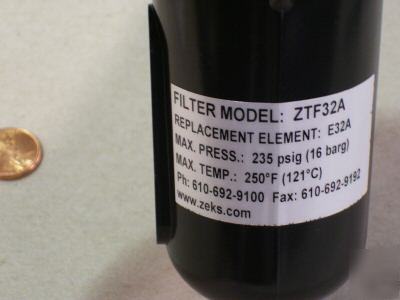 FILTER MODEL: ZTF32A
REPLACEMENT ELEMENT: E32A
MAX. PRESS.: 235 psig (16 barg)
MAX. TEMP.: 250°F (121°C)
Ph: 610-692-9100 Fax: 610-692-9192
www.zeks.com